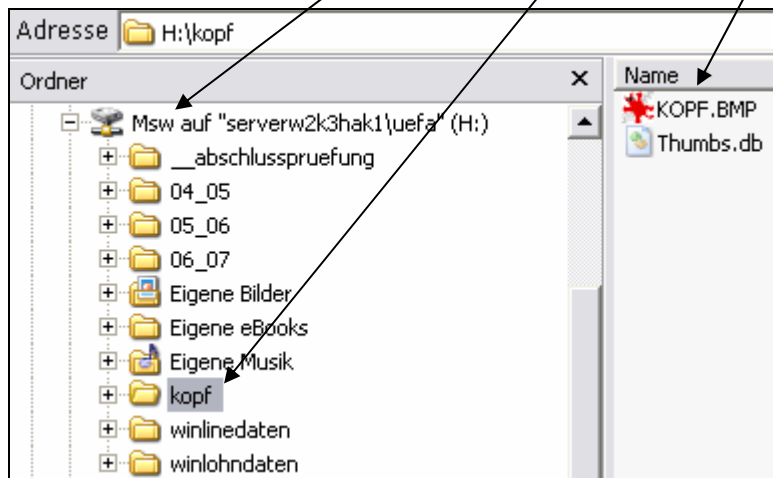 Adresse H:\kopf
Ordner
Msw auf "serverw2k3hak1\uefa" (H:)
__abschlusspruefung
04_05
05_06
06_07
Eigene Bilder
Eigene eBooks
Eigene Musik
kopf
winlinedaten
winlohndaten
Name
KOPF.BMP
Thumbs.db